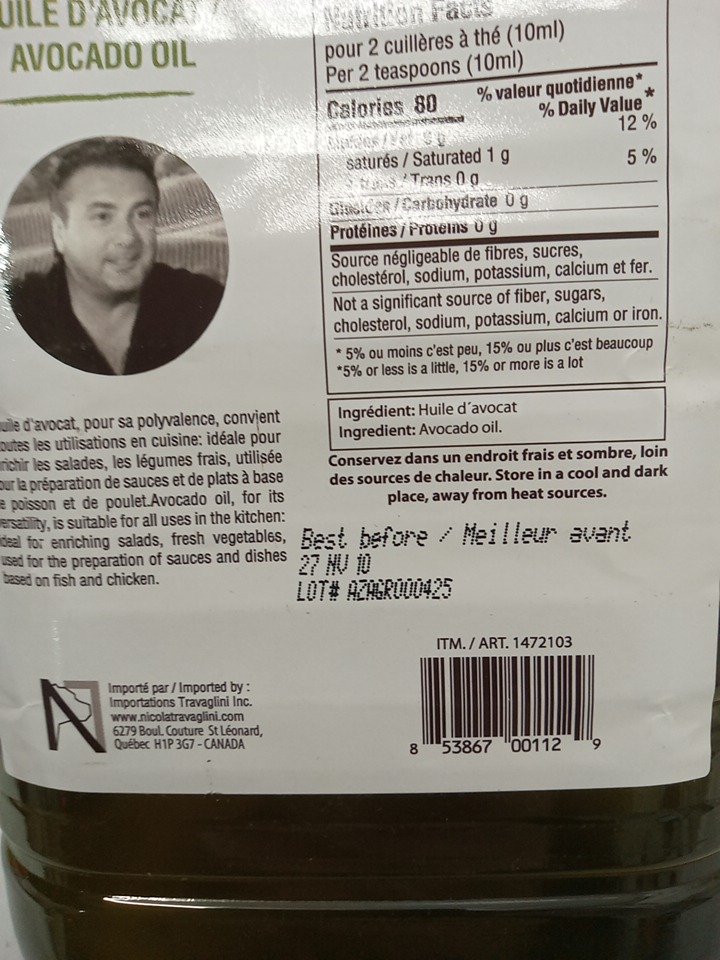 AVOCADO OIL
Nutrition Facts
pour 2 cuillères à thé (10ml)
Per 2 teaspoons (10ml)
Calories 80
% valeur quotidienne*
% Daily Value*
12 %
saturés / Saturated 1 g
5 %
Trans 0 g
/ Carbohydrate 0 g
Protéines / Proteins 0 g
Source négligeable de fibres, sucres,
cholestérol, sodium, potassium, calcium et fer.
Not a significant source of fiber, sugars,
cholesterol, sodium, potassium, calcium or iron.
* 5% ou moins c'est peu, 15% ou plus c'est beaucoup
*5% or less is a little, 15% or more is a lot
Ingrédient: Huile d´avocat
Ingredient: Avocado oil.
Conservez dans un endroit frais et sombre, loin
des sources de chaleur. Store in a cool and dark
place, away from heat sources.
d'avocat, pour sa polyvalence, convient
les utilisations en cuisine: idéale pour
les salades, les légumes frais, utilisée
la préparation de sauces et de plats à base
poisson et de poulet.Avocado oil, for its
is suitable for all uses in the kitchen:
for enriching salads, fresh vegetables,
used for the preparation of sauces and dishes
based on fish and chicken.
Best before / Meilleur avant
27 NV 10
LOT# AZAGRO00425
ITM. / ART. 1472103
8 53867 00112 9
N
Importé par / Imported by :
Importations Travaglini Inc.
www.nicolatravaglini.com
6279 Boul. Couture St Léonard,
Québec H1P 3G7 - CANADA